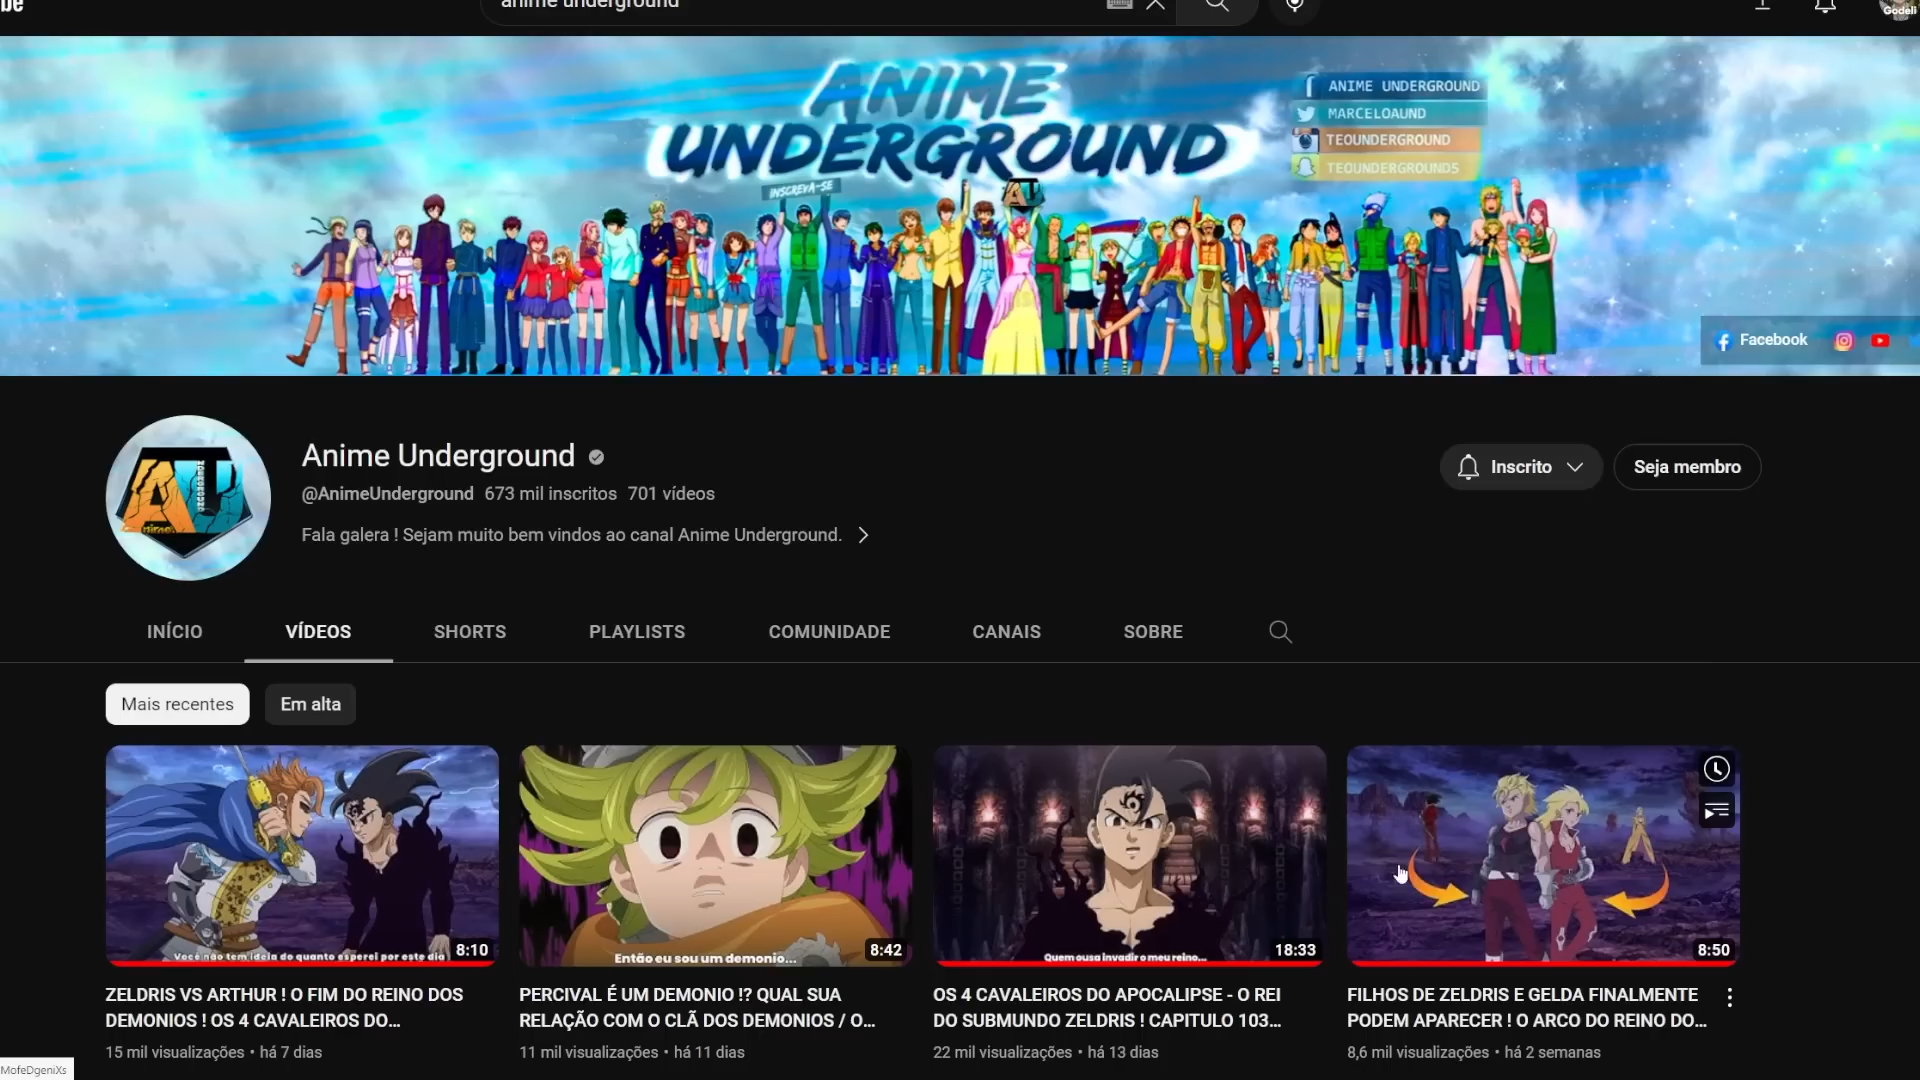 be
anime underground
Godeli
ANIME
UNDERGROUND
INSCREVA-SE
AU
ANIME UNDERGROUND
MARCELOAUND
TEOUNDERGROUND
TEOUNDERGROUNDS
Facebook
AU
anime
UNDERGROUND
Anime Underground
@AnimeUnderground 673 mil inscritos 701 vídeos
Fala galera ! Sejam muito bem vindos ao canal Anime Underground.
Inscrito
Seja membro
INÍCIO VÍDEOS SHORTS PLAYLISTS COMUNIDADE CANAIS SOBRE
Mais recentes Em alta
Você não tem ideia do quanto esperei por este dia
8:10
Então eu sou um demonio...
8:42
Quem ousa invadir o meu reino...
18:33
8:50
ZELDRIS VS ARTHUR ! O FIM DO REINO DOS
DEMONIOS ! OS 4 CAVALEIROS DO...
15 mil visualizações • há 7 dias
PERCIVAL É UM DEMONIO !? QUAL SUA
RELAÇÃO COM O CLÃ DOS DEMONIOS / O...
11 mil visualizações • há 11 dias
OS 4 CAVALEIROS DO APOCALIPSE - O REI
DO SUBMUNDO ZELDRIS ! CAPITULO 103...
22 mil visualizações • há 13 dias
FILHOS DE ZELDRIS E GELDA FINALMENTE
PODEM APARECER ! O ARCO DO REINO DO...
8,6 mil visualizações • há 2 semanas
MofeDgeniXs